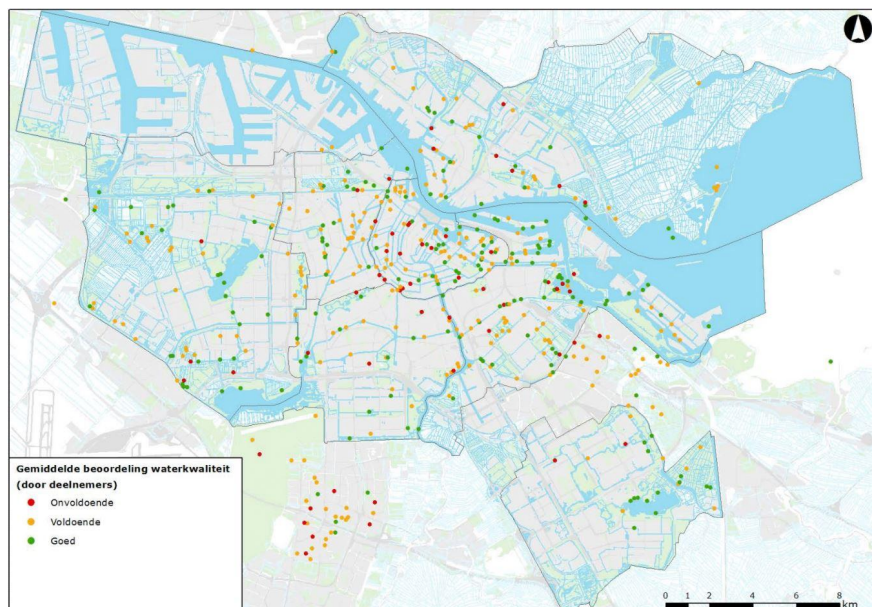 Gemiddelde beoordeling waterkwaliteit
(door deelnemers)
Onvoldoende
Voldoende
Goed
0 1 2 4 6 8
km